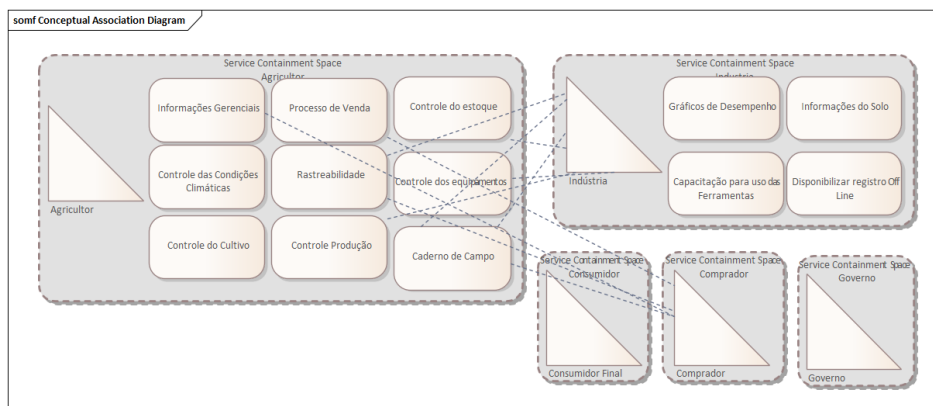 somf Conceptual Association Diagram
Service Containment Space
Agricultor
Informações Gerenciais
Processo de Venda
Controle do estoque
Controle das Condições
Climáticas
Rastreabilidade
Controle dos equipamentos
Agricultor
Controle do Cultivo
Controle Produção
Caderno de Campo
Service Containment Space
Industria
Gráficos de Desempenho
Informações do Solo
Indústria
Capacitação para uso das
Ferramentas
Disponibilizar registro Off
Line
Service Containment Space
Consumidor
Consumidor Final
Service Containment Space
Comprador
Comprador
Service Containment Space
Governo
Governo